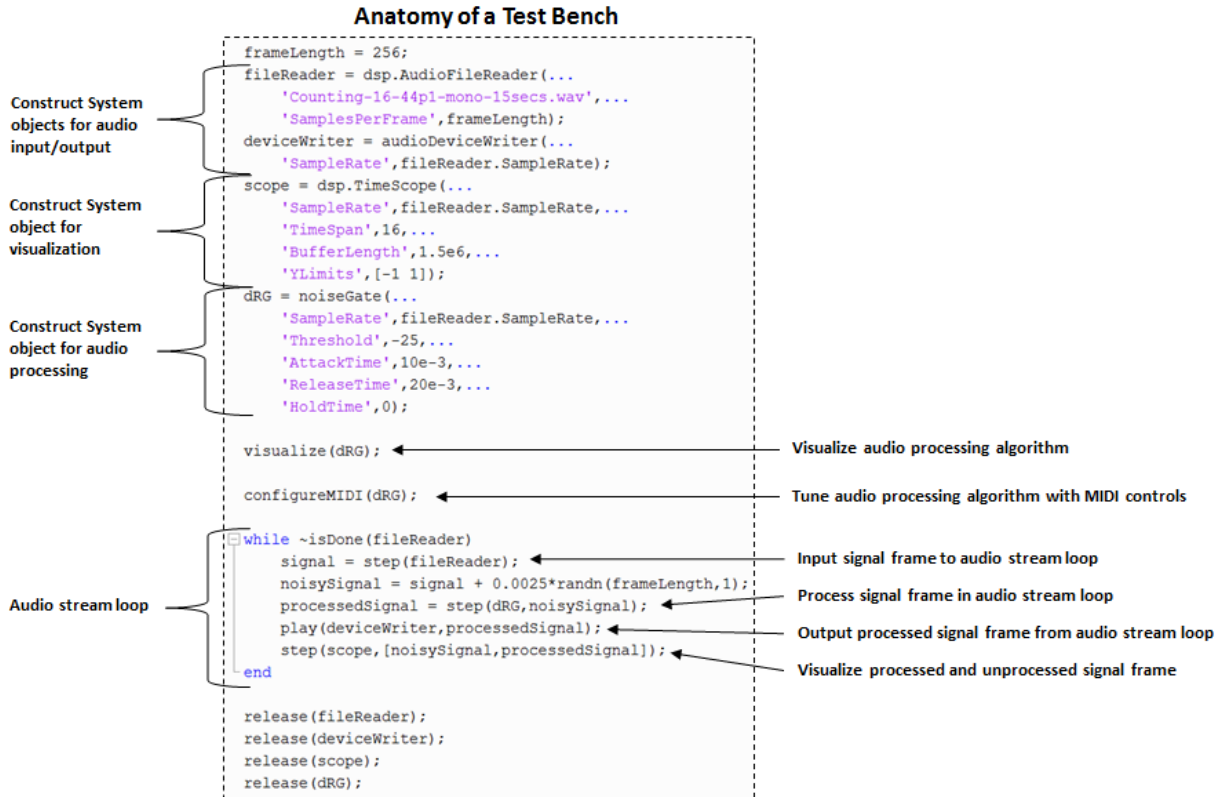 Anatomy of a Test Bench
frameLength = 256;
fileReader = dsp.AudioFileReader(...
'Counting-16-44p1-mono-15secs.wav',...
'SamplesPerFrame',frameLength);
deviceWriter = audioDeviceWriter(...
'SampleRate',fileReader.SampleRate);
Construct System
objects for audio
input/output
scope = dsp.TimeScope(...
'SampleRate',fileReader.SampleRate,...
'TimeSpan',16,...
'BufferLength',1.5e6,...
'YLimits',[-1 1]);
Construct System
object for
visualization
dRG = noiseGate(...
'SampleRate',fileReader.SampleRate,...
'Threshold',-25,...
'AttackTime',10e-3,...
'ReleaseTime',20e-3,...
'HoldTime',0);
Construct System
object for audio
processing
visualize(dRG);
Visualize audio processing algorithm
configureMIDI(dRG);
Tune audio processing algorithm with MIDI controls
Audio stream loop
while ~isDone(fileReader)
signal = step(fileReader);
Input signal frame to audio stream loop
noisySignal = signal + 0.0025*randn(frameLength,1);
processedSignal = step(dRG,noisySignal);
Process signal frame in audio stream loop
play(deviceWriter,processedSignal);
Output processed signal frame from audio stream loop
step(scope,[noisySignal,processedSignal]);
Visualize processed and unprocessed signal frame
end
release(fileReader);
release(deviceWriter);
release(scope);
release(dRG);